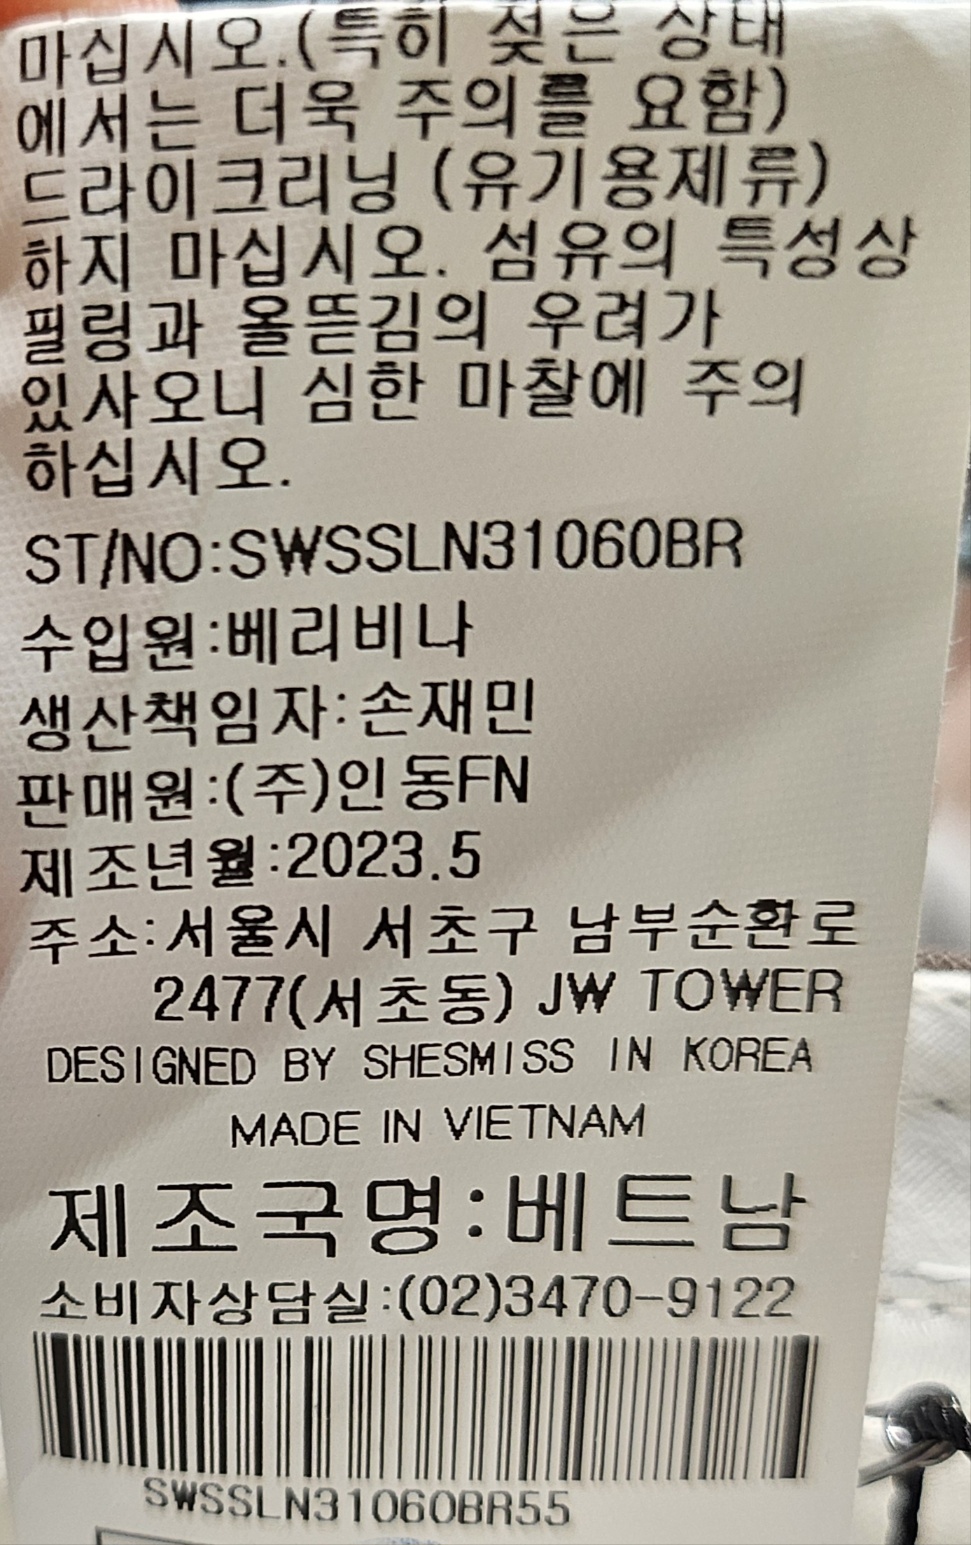 마십시오.(특히 젖은 상태
에서는 더욱 주의를 요함)
드라이크리닝 (유기용제류)
하지 마십시오. 섬유의 특성상
필링과 올뜯김의 우려가
있사오니 심한 마찰에 주의
하십시오.
ST/NO:SWSSLN31060BR
수입원:베리비나
생산책임자:손재민
판매원:(주)인동FN
제조년월:2023.5
주소:서울시 서초구 남부순환로
2477(서초동) JW TOWER
DESIGNED BY SHESMISS IN KOREA
MADE IN VIETNAM
제조국명:베트남
소비자상담실:(02)3470-9122
SWSSLN31060BR55